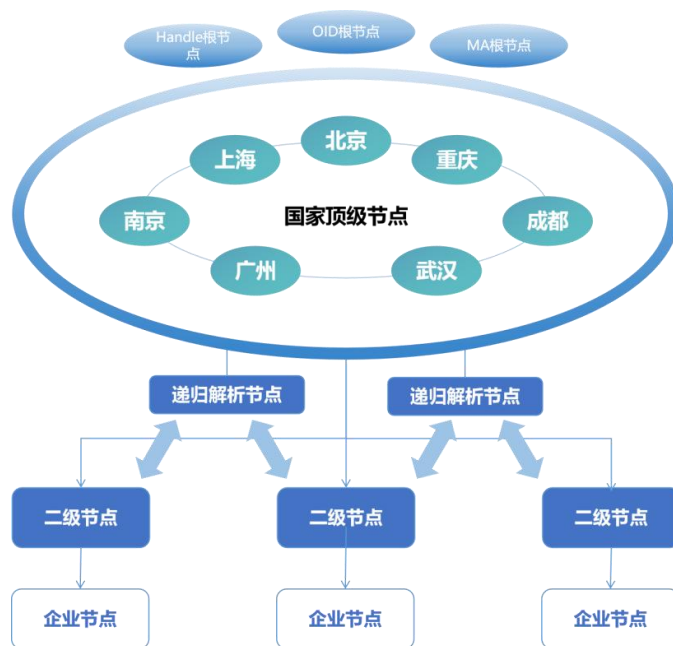 Handle根节
点
OID根节点
MA根节点
北京
上海
重庆
南京
国家顶级节点
成都
广州
武汉
递归解析节点
递归解析节点
二级节点
二级节点
二级节点
企业节点
企业节点
企业节点